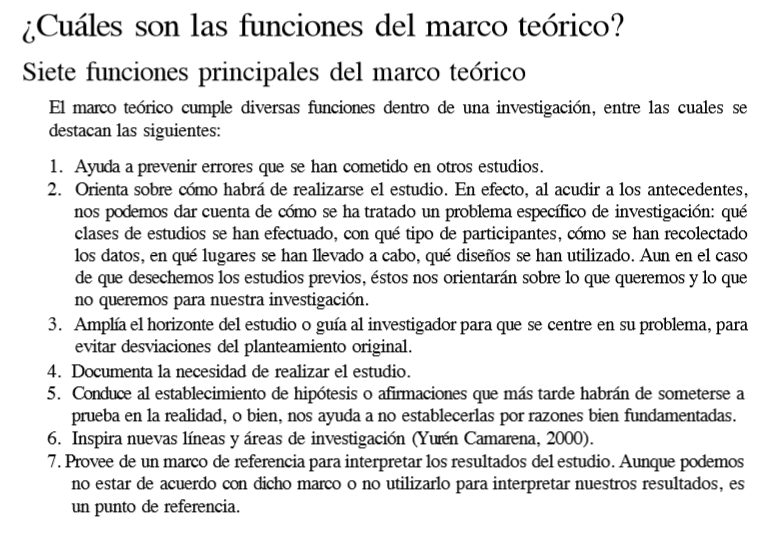 ¿Cuáles son las funciones del marco teórico?
Siete funciones principales del marco teórico
El marco teórico cumple diversas funciones dentro de una investigación, entre las cuales se
destacan las siguientes:
1. Ayuda a prevenir errores que se han cometido en otros estudios.
2. Orienta sobre cómo habrá de realizarse el estudio. En efecto, al acudir a los antecedentes,
nos podemos dar cuenta de cómo se ha tratado un problema específico de investigación: qué
clases de estudios se han efectuado, con qué tipo de participantes, cómo se han recolectado
los datos, en qué lugares se han llevado a cabo, qué diseños se han utilizado. Aun en el caso
de que desechemos los estudios previos, éstos nos orientarán sobre lo que queremos y lo que
no queremos para nuestra investigación.
3. Amplía el horizonte del estudio o guía al investigador para que se centre en su problema, para
evitar desviaciones del planteamiento original.
4. Documenta la necesidad de realizar el estudio.
5. Conduce al establecimiento de hipótesis o afirmaciones que más tarde habrán de someterse a
prueba en la realidad, o bien, nos ayuda a no establecerlas por razones bien fundamentadas.
6. Inspira nuevas líneas y áreas de investigación (Yurén Camarena, 2000).
7. Provee de un marco de referencia para interpretar los resultados del estudio. Aunque podemos
no estar de acuerdo con dicho marco o no utilizarlo para interpretar nuestros resultados, es
un punto de referencia.